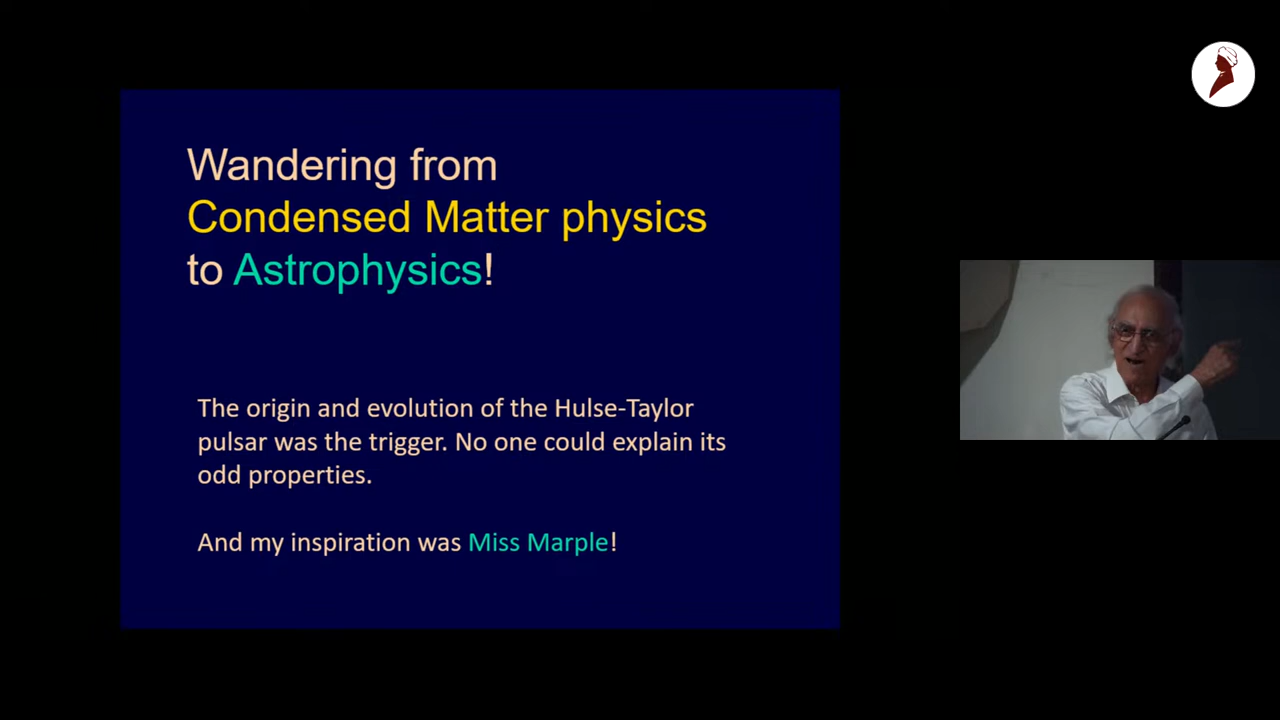 Wandering from
Condensed Matter physics
to Astrophysics!
The origin and evolution of the Hulse-Taylor
pulsar was the trigger. No one could explain its
odd properties.
And my inspiration was Miss Marple!